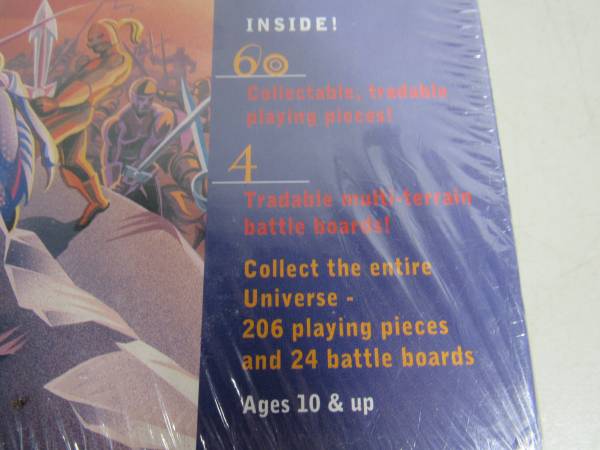 INSIDE!
60
Collectable, tradable
playing pieces!
4
Tradable multi-terrain
battle boards!
Collect the entire
Universe -
206 playing pieces
and 24 battle boards
Ages 10 & up